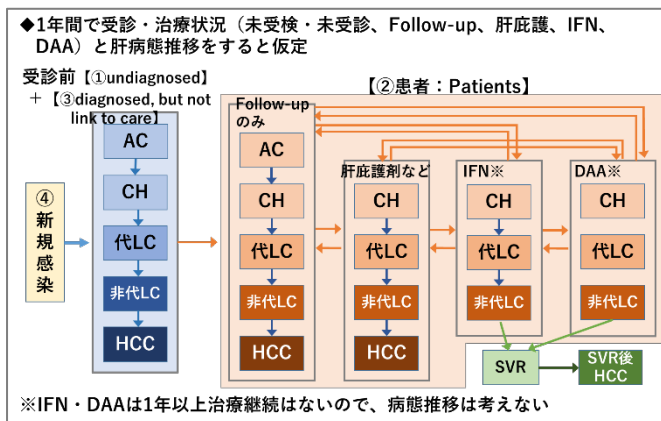 ◆1年間で受診・治療状況（未受検・未受診、Follow-up、肝庇護、IFN、
DAA）と肝病態推移をすると仮定
受診前【①undiagnosed】
＋【③diagnosed, but not
link to care】
【②患者：Patients】
④新規感染
AC
CH
代LC
非代LC
HCC
Follow-up
のみ
AC
CH
代LC
非代LC
HCC
肝庇護剤など
CH
代LC
非代LC
HCC
IFN※
CH
代LC
非代LC
DAA※
CH
代LC
非代LC
SVR
SVR後
HCC
※IFN・DAAは1年以上治療継続はないので、病態推移は考えない